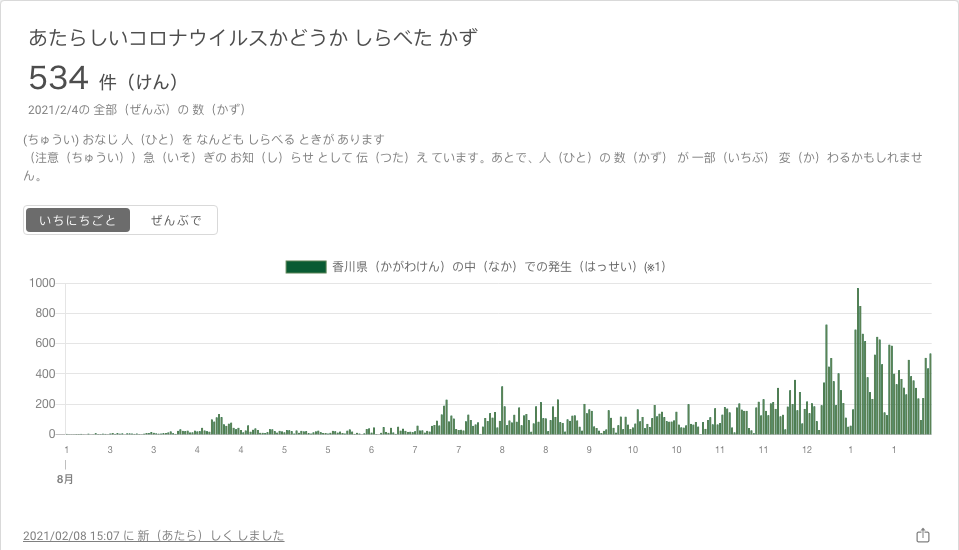 あたらしいコロナウイルスかどうか しらべた かず
534 件（けん）
2021/2/4の 全部（ぜんぶ）の 数（かず）
(ちゅうい) おなじ 人（ひと）を なんども しらべる ときが あります
（注意（ちゅうい））急（いそ）ぎの お知（し）らせ として 伝（つた）え ています。あとで、人（ひと）の 数（かず） が 一部（いちぶ） 変（か）わるかもしれませ
ん。
いちにちごと ぜんぶで
香川県（かがわけん）の中（なか）での発生（はっせい）(※1)
1000
800
600
400
200
0
1 3 3 4 5 5 6 7 7 8 8 9 10 10 10 11 11 12 1 1
8月
2021/02/08 15:07 に 新（あたら）しく しました